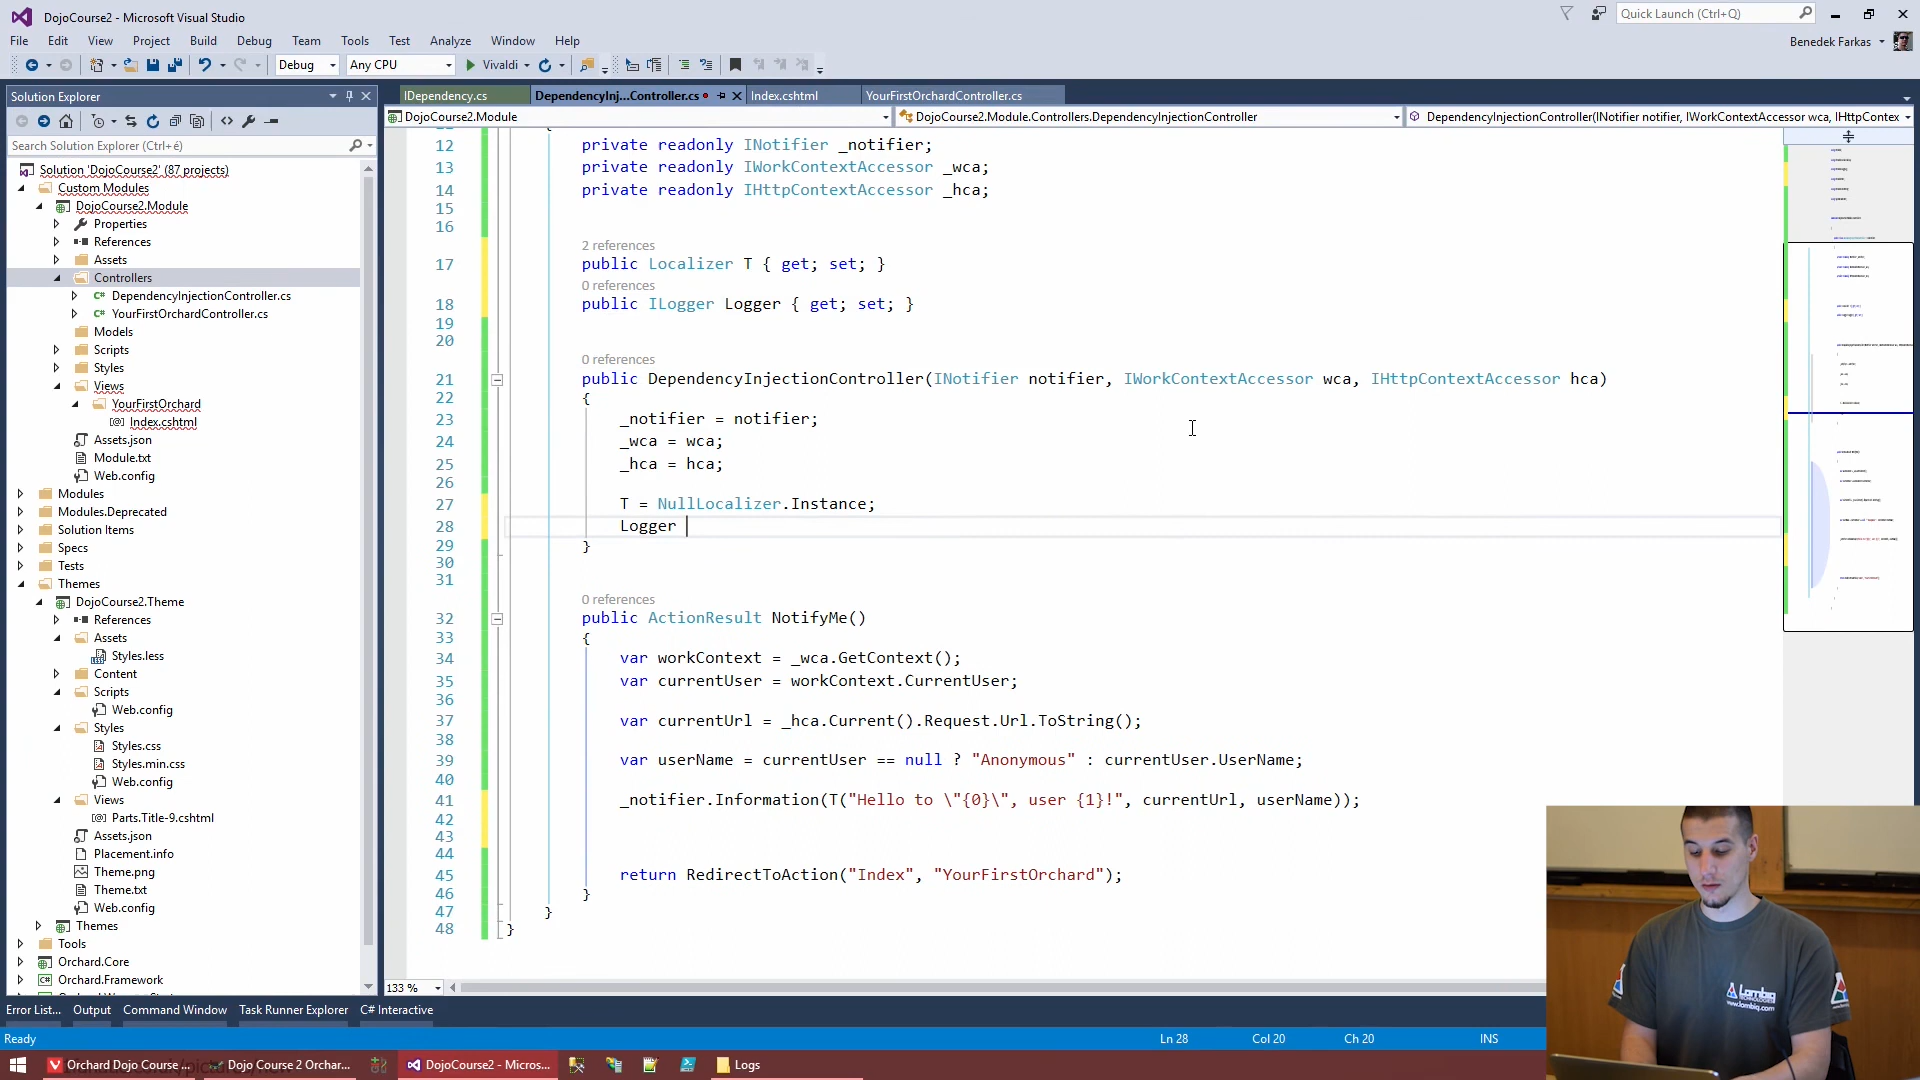 DojoCourse2 - Microsoft Visual Studio
Quick Launch (Ctrl+Q)
File Edit View Project Build Debug Team Tools Test Analyze Window Help
Benedek Farkas
Debug Any CPU Vivaldi
Solution Explorer
Search Solution Explorer (Ctrl+é)
Solution 'DojoCourse2' (87 projects)
Custom Modules
DojoCourse2.Module
Properties
References
Assets
Controllers
DependencyInjectionController.cs
YourFirstOrchardController.cs
Models
Scripts
Styles
Views
YourFirstOrchard
Index.cshtml
Assets.json
Module.txt
Web.config
Modules
Modules.Deprecated
Solution Items
Specs
Tests
Themes
DojoCourse2.Theme
References
Assets
Styles.less
Content
Scripts
Web.config
Styles
Styles.css
Styles.min.css
Web.config
Views
Parts.Title-9.cshtml
Assets.json
Placement.info
Theme.png
Theme.txt
Web.config
Themes
Tools
Orchard.Core
Orchard.Framework
IDependency.cs DependencyInj...Controller.cs Index.cshtml YourFirstOrchardController.cs
DojoCourse2.Module DojoCourse2.Module.Controllers.DependencyInjectionController DependencyInjectionController(INotifier notifier, IWorkContextAccessor wca, IHttpContex
12 private readonly INotifier _notifier;
13 private readonly IWorkContextAccessor _wca;
14 private readonly IHttpContextAccessor _hca;
15
16
2 references
17 public Localizer T { get; set; }
0 references
18 public ILogger Logger { get; set; }
19
20
0 references
21 public DependencyInjectionController(INotifier notifier, IWorkContextAccessor wca, IHttpContextAccessor hca)
22 {
23 _notifier = notifier;
24 _wca = wca;
25 _hca = hca;
26
27 T = NullLocalizer.Instance;
28 Logger
29 }
30
31
0 references
32 public ActionResult NotifyMe()
33 {
34 var workContext = _wca.GetContext();
35 var currentUser = workContext.CurrentUser;
36
37 var currentUrl = _hca.Current().Request.Url.ToString();
38
39 var userName = currentUser == null ? "Anonymous" : currentUser.UserName;
40
41 _notifier.Information(T("Hello to \"{0}\", user {1}!", currentUrl, userName));
42
43
44
45 return RedirectToAction("Index", "YourFirstOrchard");
46 }
47 }
48 }
133 %
Error List... Output Command Window Task Runner Explorer C# Interactive
Ready Ln 28 Col 20 Ch 20 INS
Orchard Dojo Course ... Dojo Course 2 Orchar... DojoCourse2 - Micros... Logs
Lombiq
TECHNOLOGIES
www.lombiq.com